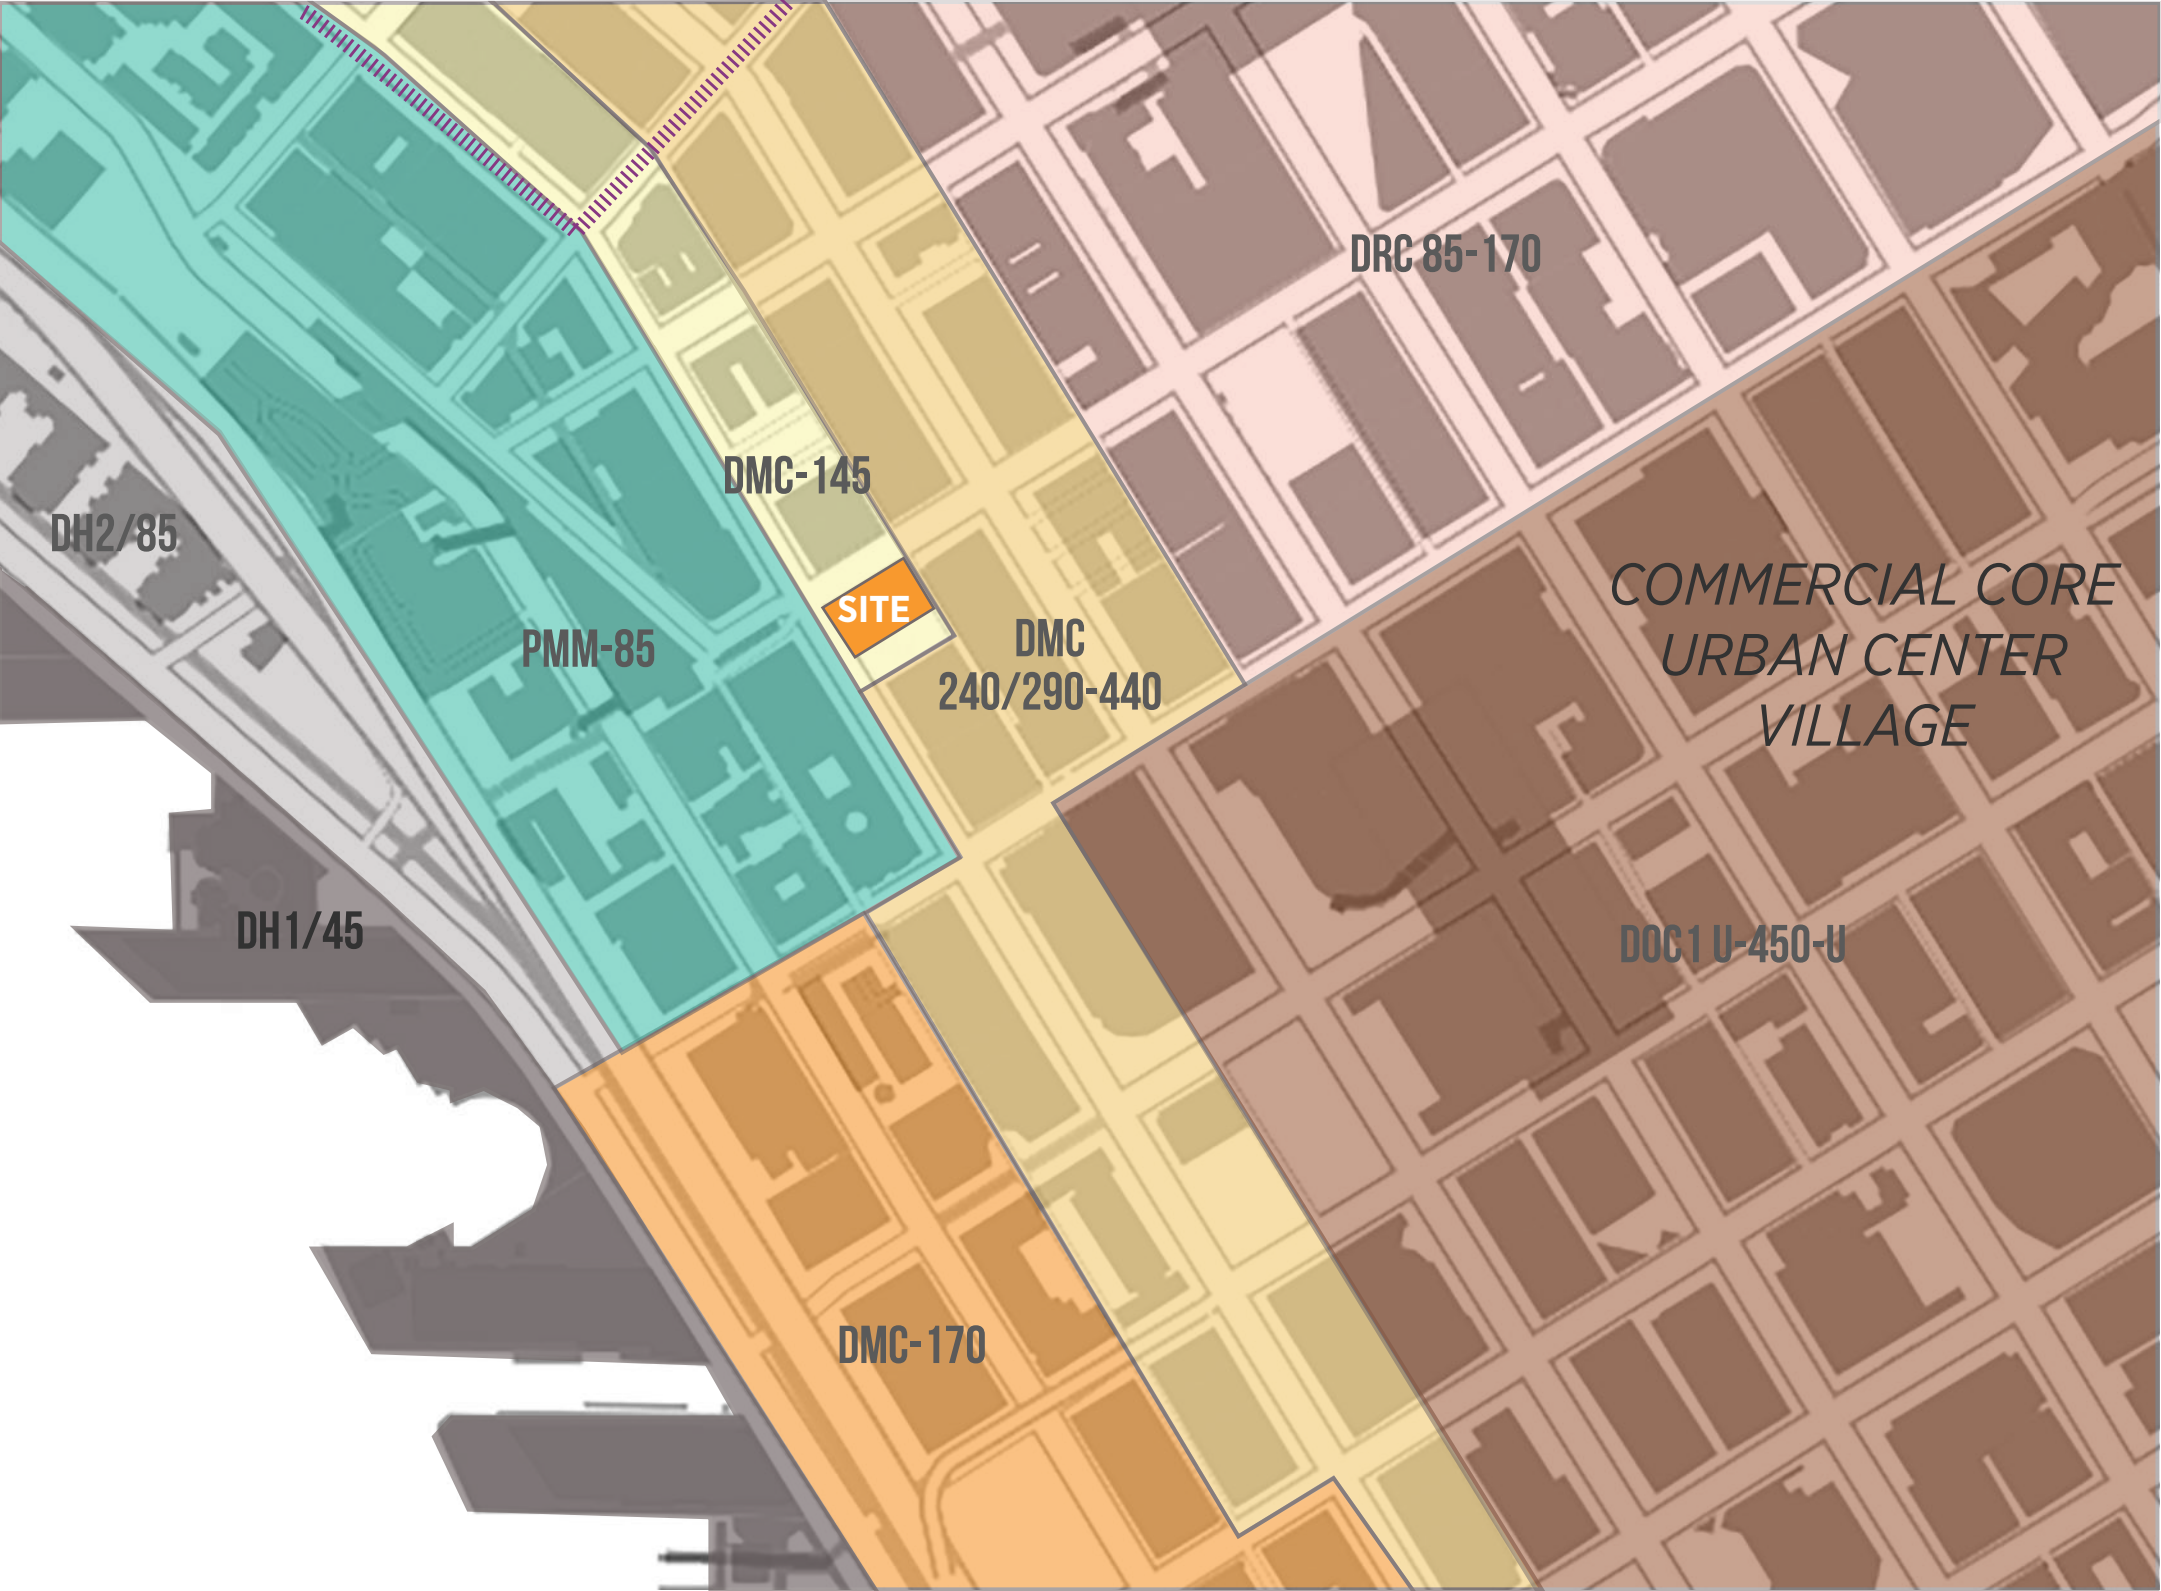 DRC 85-170
DMC-145
DH2/85
COMMERCIAL CORE
URBAN CENTER
VILLAGE
SITE
PMM-85
DMC
240/290-440
DH1/45
DOC1 U-450-U
DMC-170